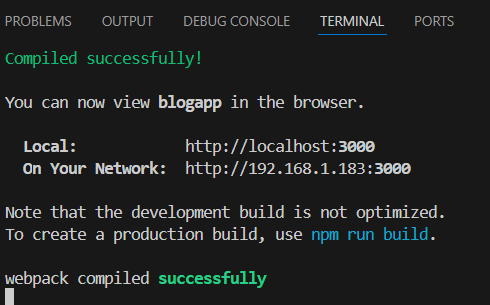 PROBLEMS OUTPUT DEBUG CONSOLE TERMINAL PORTS
Compiled successfully!
You can now view blogapp in the browser.
Local: http://localhost:3000
On Your Network: http://192.168.1.183:3000
Note that the development build is not optimized.
To create a production build, use npm run build.
webpack compiled successfully